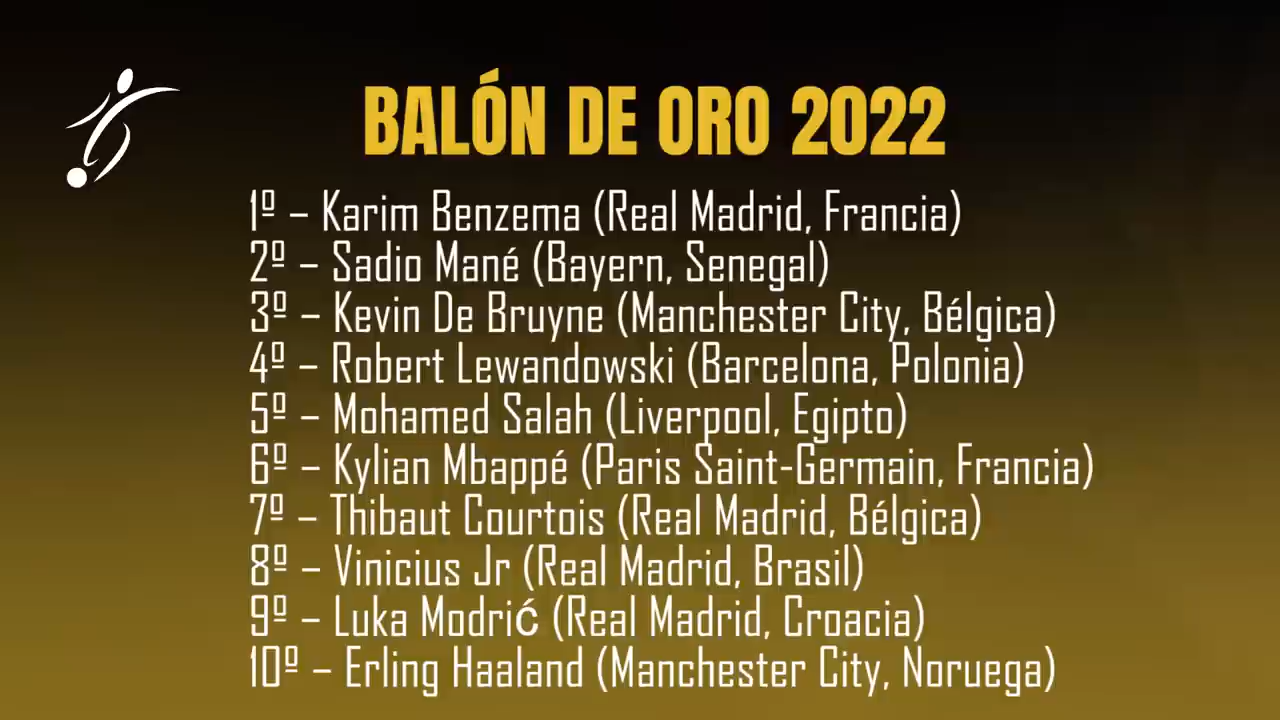 BALÓN DE ORO 2022
1º – Karim Benzema (Real Madrid, Francia)
2º – Sadio Mané (Bayern, Senegal)
3º – Kevin De Bruyne (Manchester City, Bélgica)
4º – Robert Lewandowski (Barcelona, Polonia)
5º – Mohamed Salah (Liverpool, Egipto)
6º – Kylian Mbappé (Paris Saint-Germain, Francia)
7º – Thibaut Courtois (Real Madrid, Bélgica)
8º – Vinicius Jr (Real Madrid, Brasil)
9º – Luka Modrić (Real Madrid, Croacia)
10º – Erling Haaland (Manchester City, Noruega)